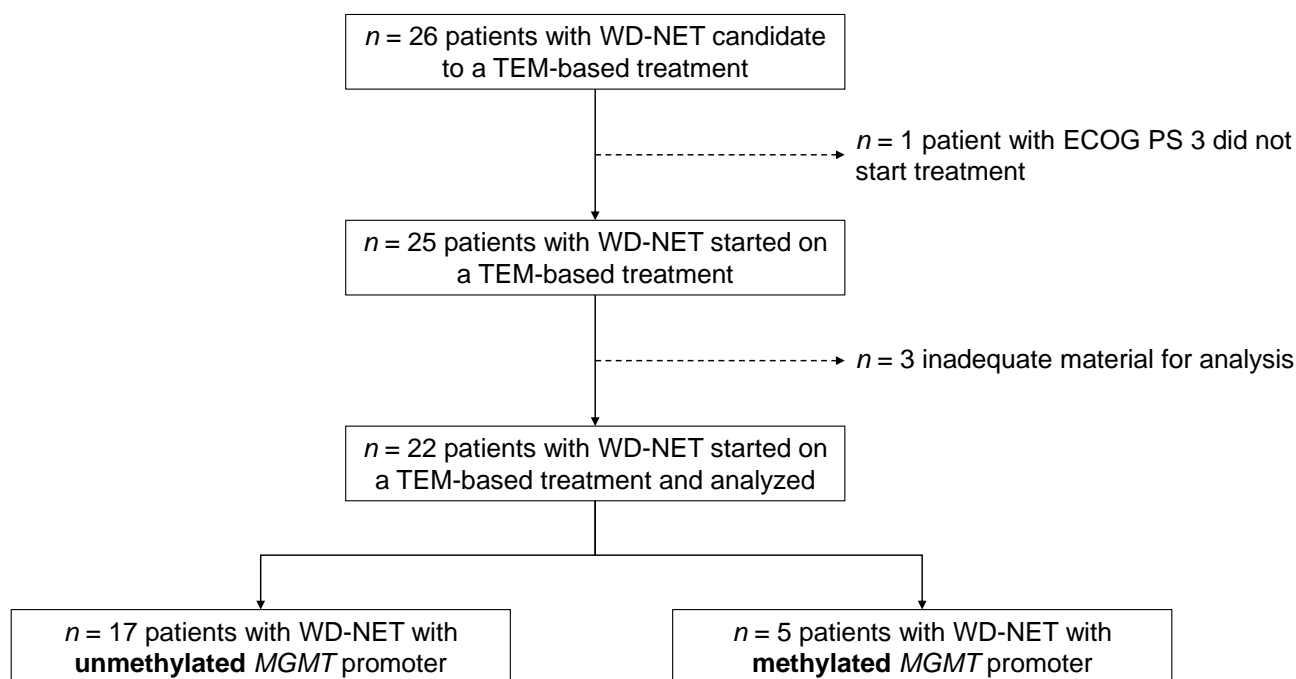 n = 26 patients with WD-NET candidate
to a TEM-based treatment
n = 1 patient with ECOG PS 3 did not
start treatment
n = 25 patients with WD-NET started on
a TEM-based treatment
n = 3 inadequate material for analysis
n = 22 patients with WD-NET started on
a TEM-based treatment and analyzed
n = 17 patients with WD-NET with
unmethylated MGMT promoter
n = 5 patients with WD-NET with
methylated MGMT promoter